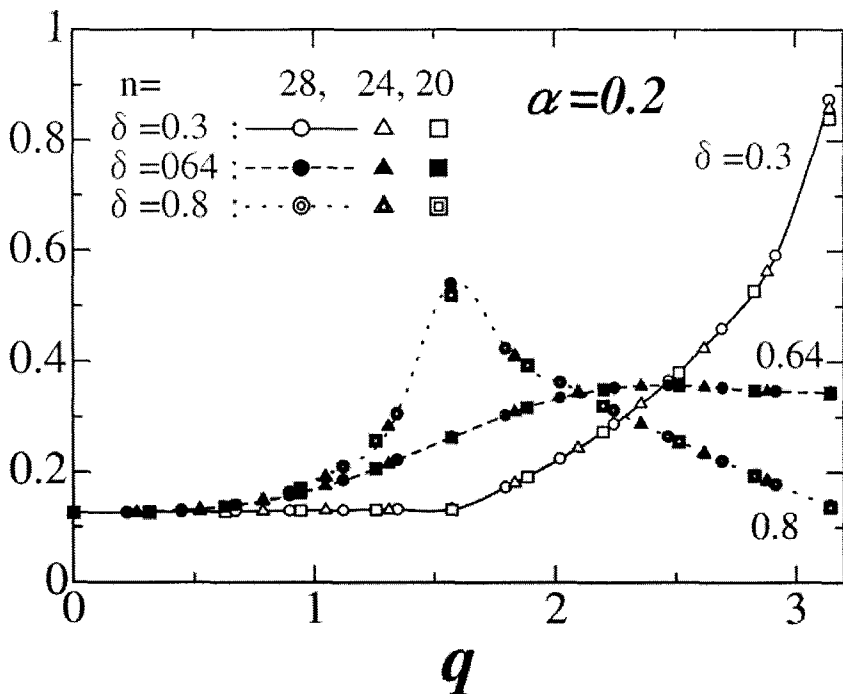 1
0.8
0.6
0.4
0.2
0
n= 28, 24, 20
δ =0.3 :
δ =064 :
δ =0.8 :
α=0.2
δ =0.3
0.64
0.8
0 1 2 3
q